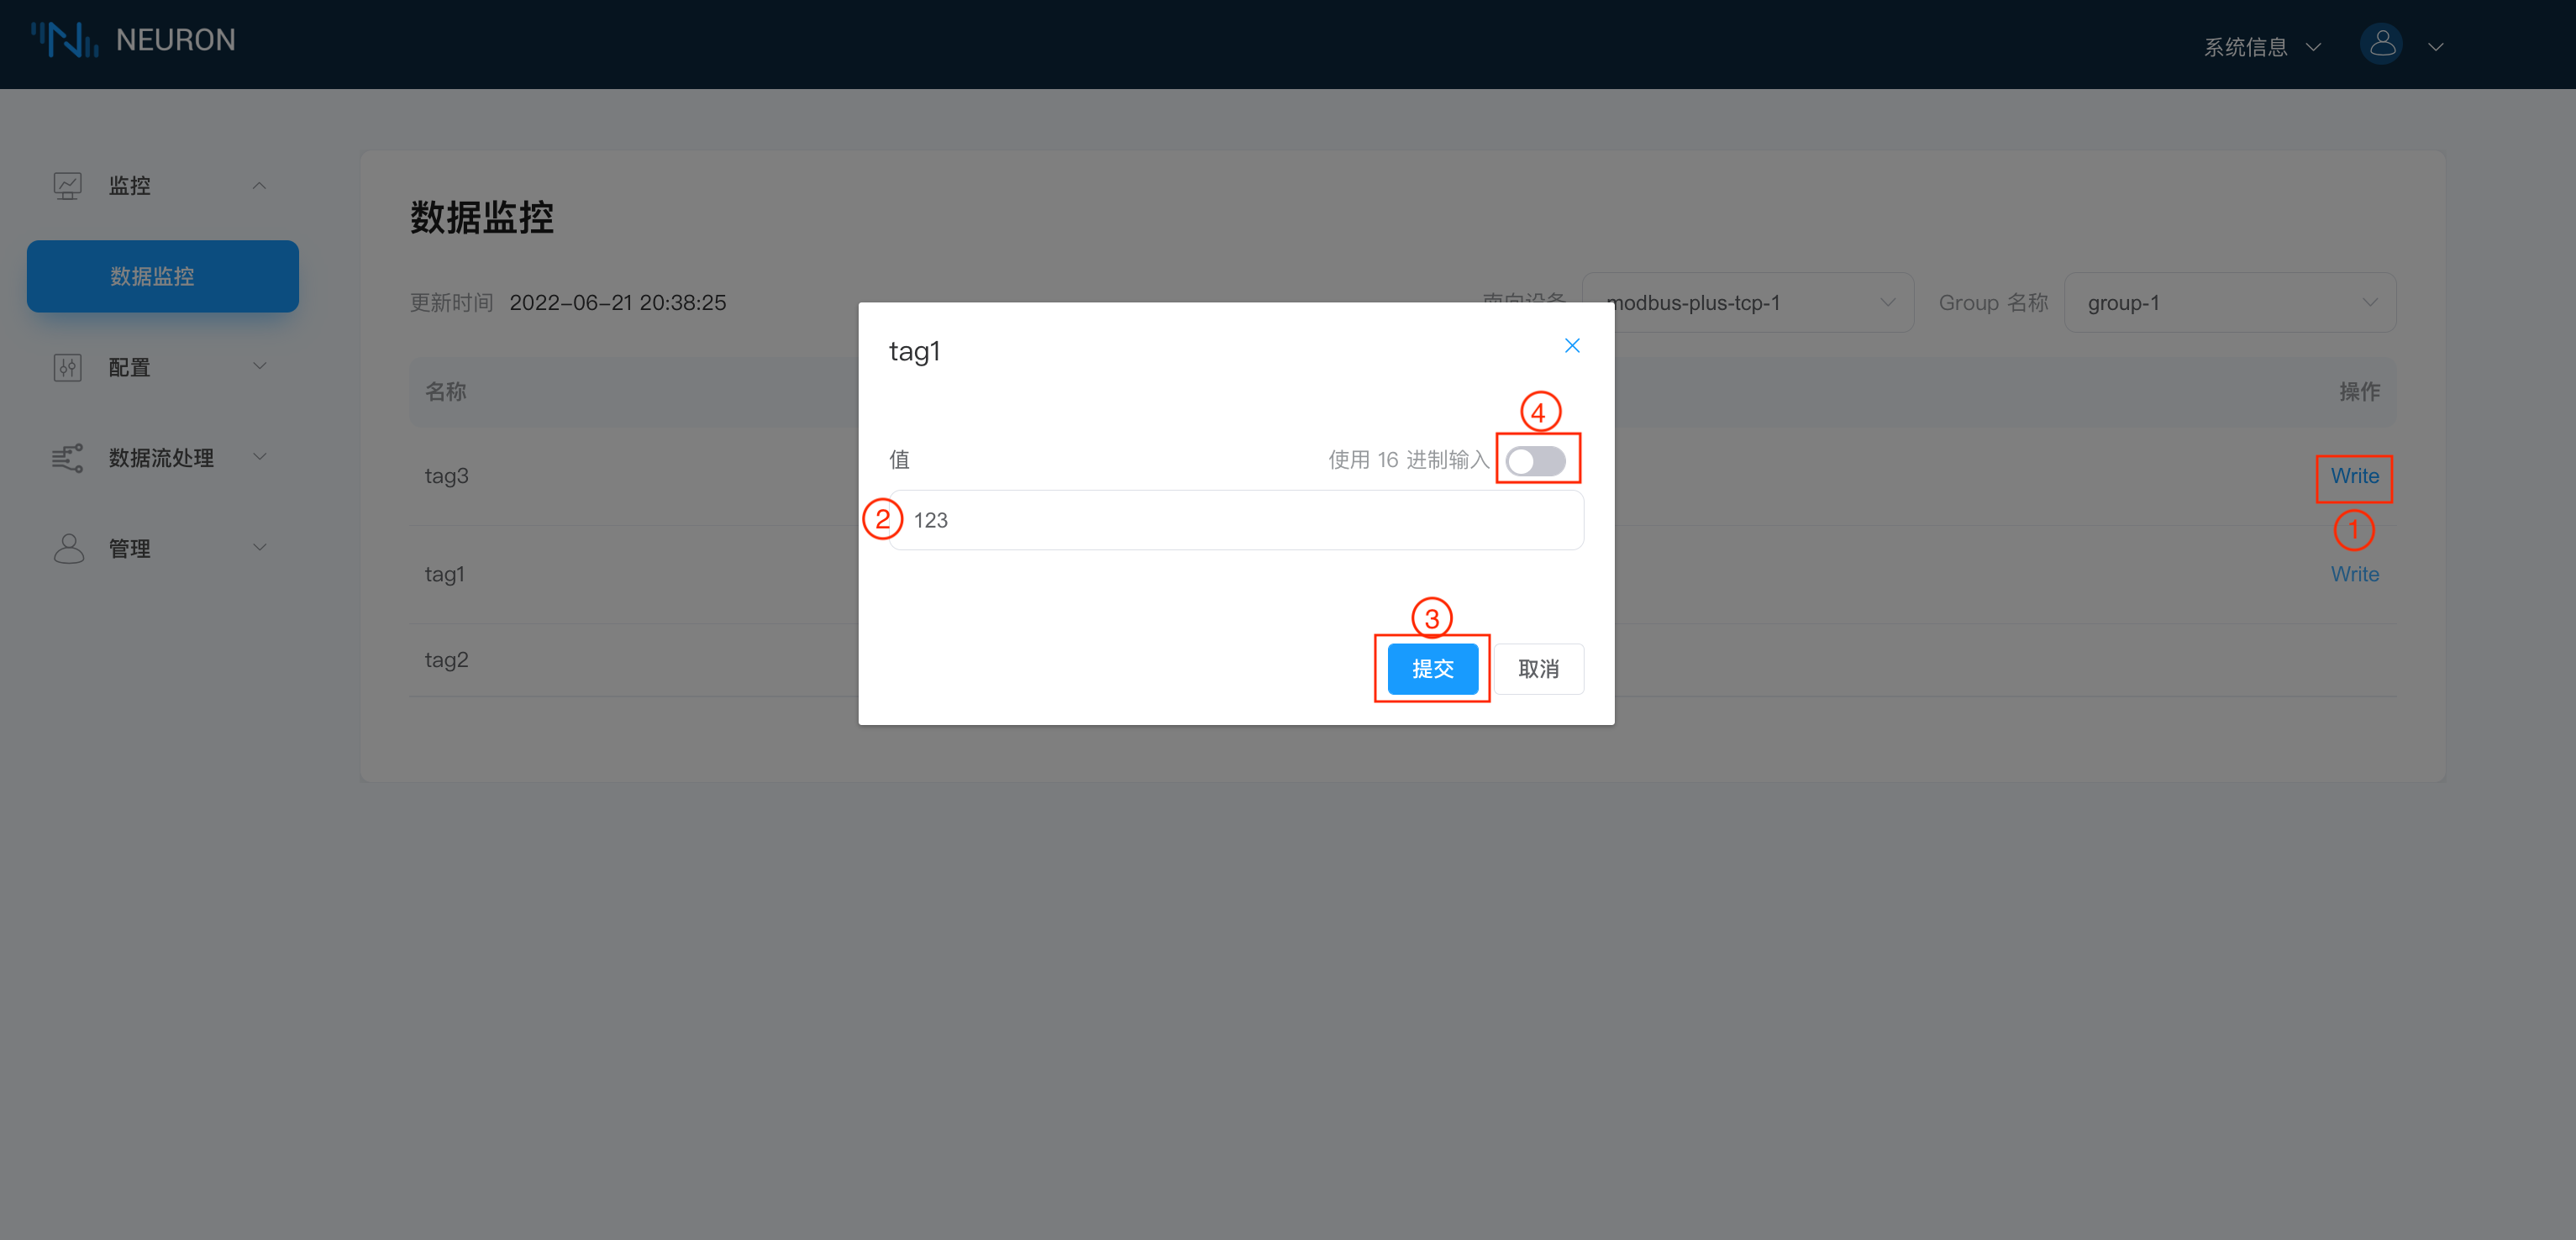 NEURON
系统信息
监控
数据监控
配置
数据流处理
管理
数据监控
更新时间 2022-06-21 20:38:25
南向设备 modbus-plus-tcp-1 Group 名称 group-1
名称 操作
tag3 Write
1
tag1 Write
tag2
tag1
4
值 使用 16 进制输入
2 123
3
提交 取消